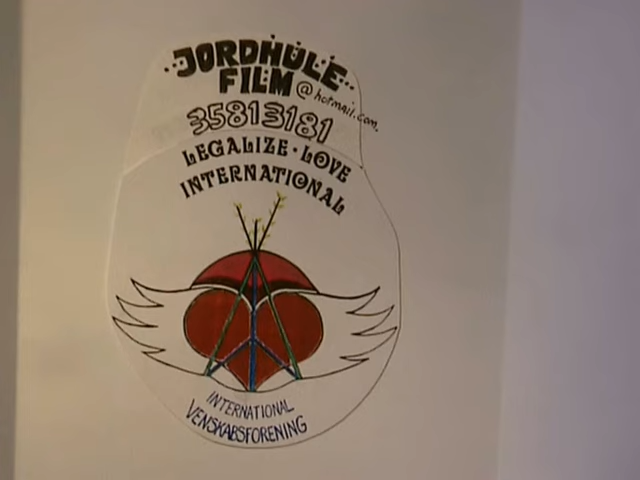 JORDHULE
FILM @hotmail.com,
35813181
LEGALIZE · LOVE
INTERNATIONAL
INTERNATIONAL
VENSKABSFORENING